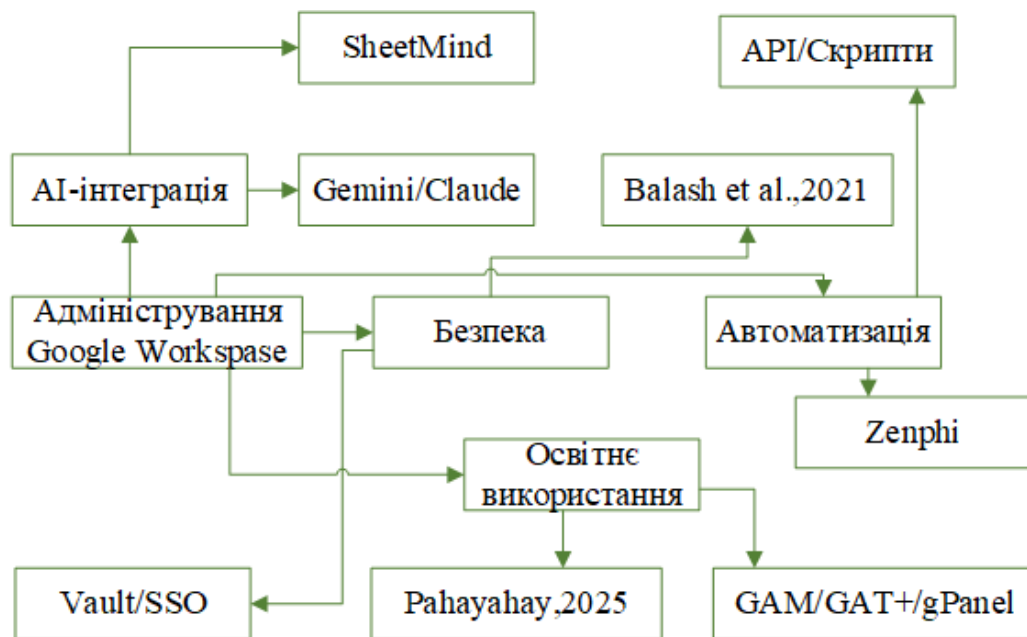 SheetMind
API/Скрипти
AI-інтеграція
Gemini/Claude
Balash et al.,2021
Адміністрування
Google Workspase
Безпека
Автоматизація
Zenphi
Освітнє
використання
Vault/SSO
Pahayahay,2025
GAM/GAT+/gPanel